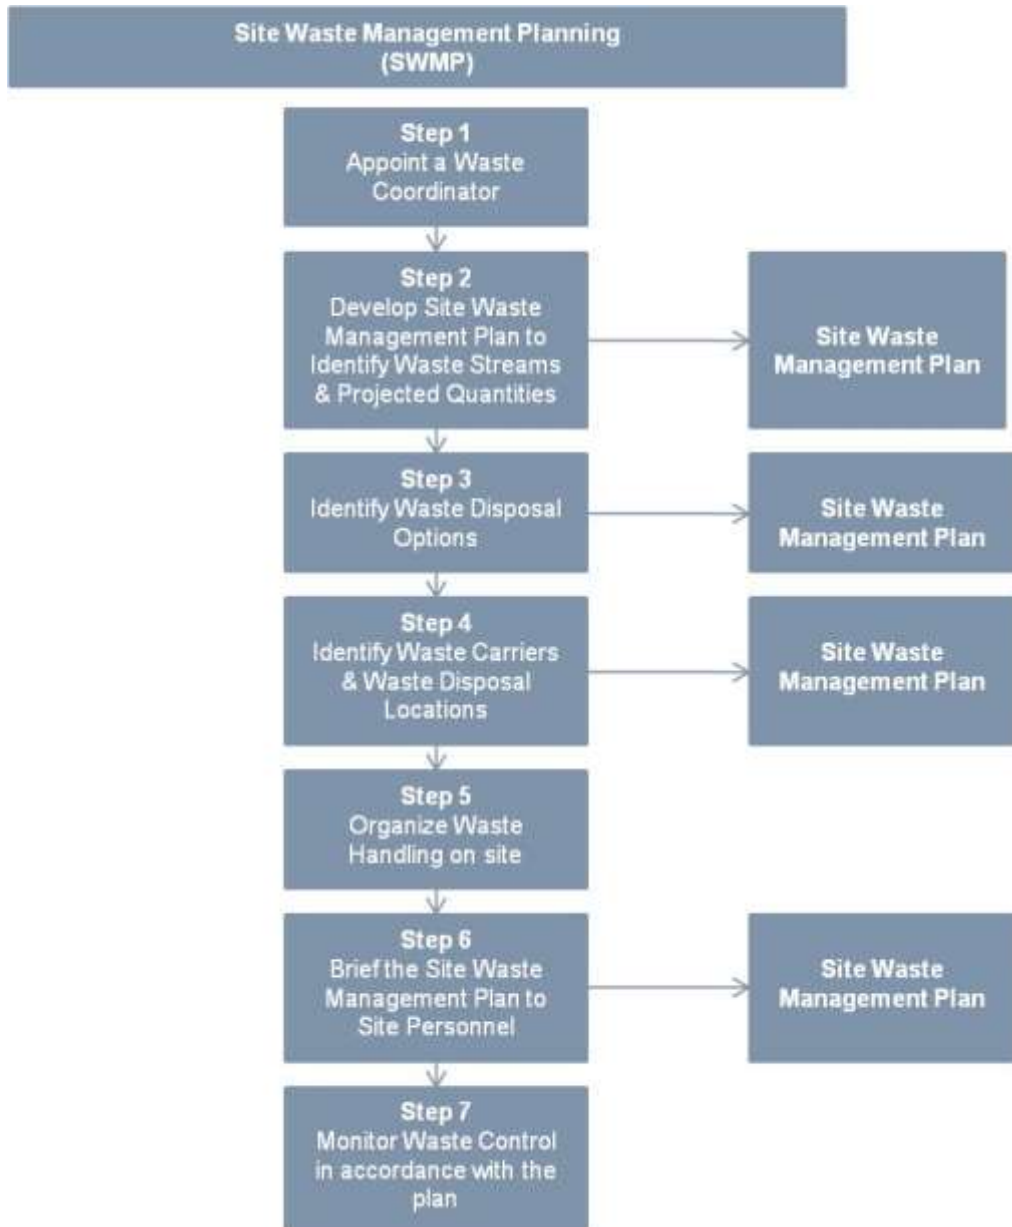 Site Waste Management Planning
(SWMP)
Step 1
Appoint a Waste
Coordinator
Step 2
Develop Site Waste
Management Plan to
Identify Waste Streams
& Projected Quantities
Site Waste
Management Plan
Step 3
Identify Waste Disposal
Options
Site Waste
Management Plan
Step 4
Identify Waste Carriers
& Waste Disposal
Locations
Site Waste
Management Plan
Step 5
Organize Waste
Handling on site
Step 6
Brief the Site Waste
Management Plan to
Site Personnel
Site Waste
Management Plan
Step 7
Monitor Waste Control
in accordance with the
plan